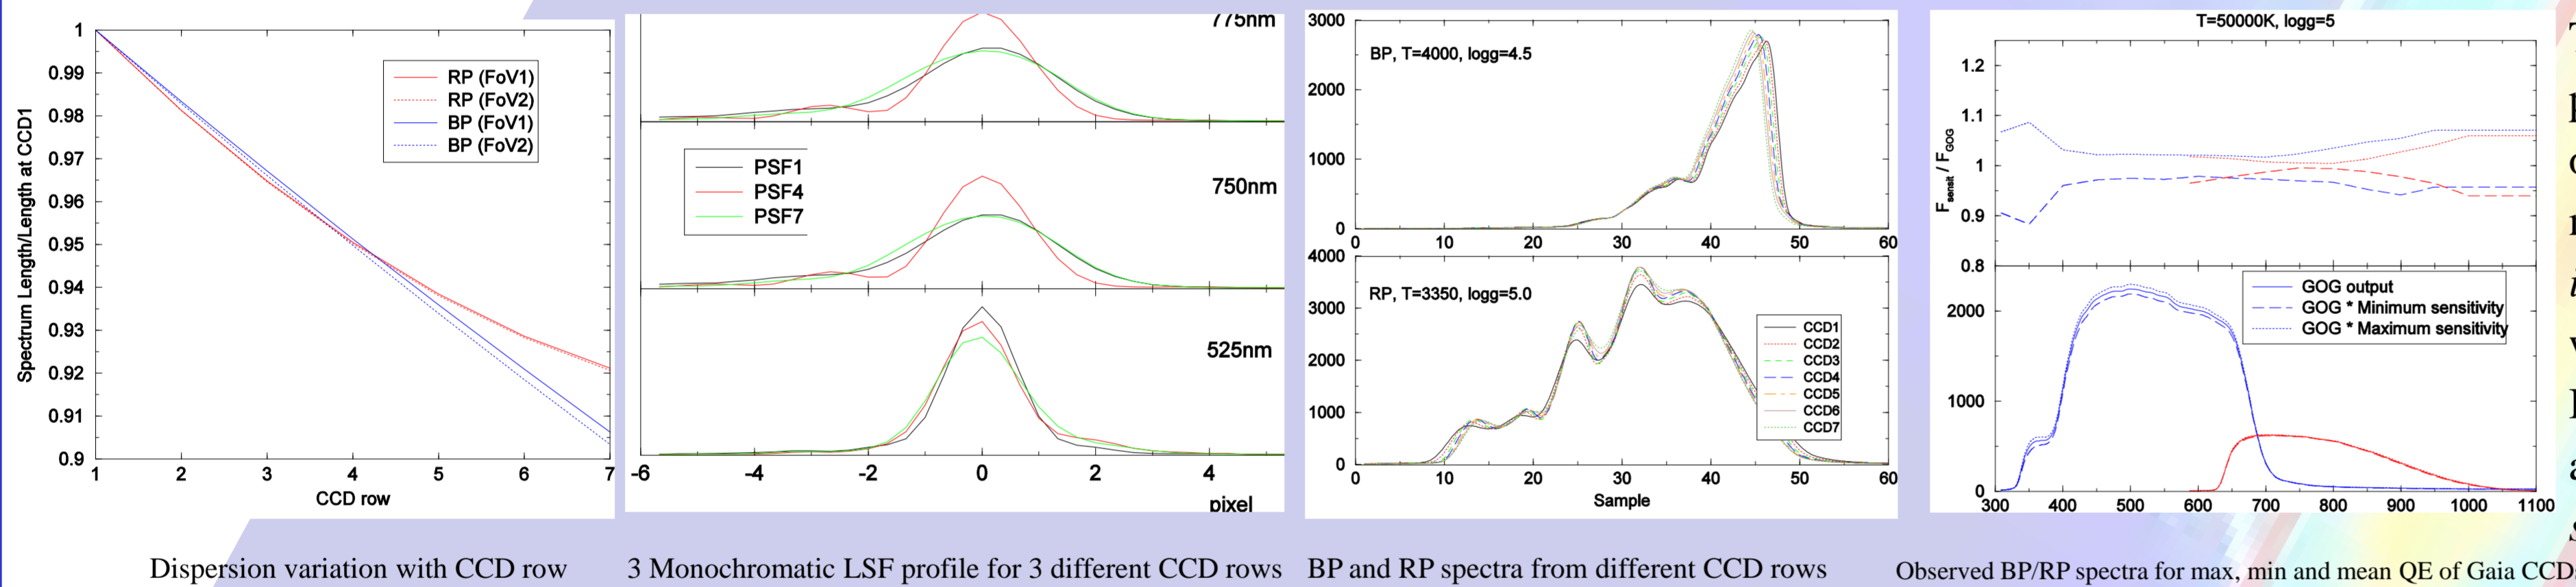 1
0.99
0.98
0.97
0.96
0.95
0.94
0.93
0.92
0.91
0.9
Spectrum Length/Length at CCD1
RP (FoV1)
RP (FoV2)
BP (FoV1)
BP (FoV2)
1 2 3 4 5 6 7
CCD row
Dispersion variation with CCD row
775nm
PSF1
PSF4
PSF7
750nm
525nm
-6 -4 -2 0 2 4
pixel
3 Monochromatic LSF profile for 3 different CCD rows
3000
2000
1000
0
BP, T=4000, logg=4.5
0 10 20 30 40 50 60
4000
3000
2000
1000
0
RP, T=3350, logg=5.0
CCD1
CCD2
CCD3
CCD4
CCD5
CCD6
CCD7
0 10 20 30 40 50 60
Sample
BP and RP spectra from different CCD rows
T=50000K, logg=5
1.2
1.1
1
0.9
0.8
F sensit / F GOG
2000
1000
0
GOG output
GOG * Minimum sensitivity
GOG * Maximum sensitivity
300 400 500 600 700 800 900 1000 1100
Observed BP/RP spectra for max, min and mean QE of Gaia CCD